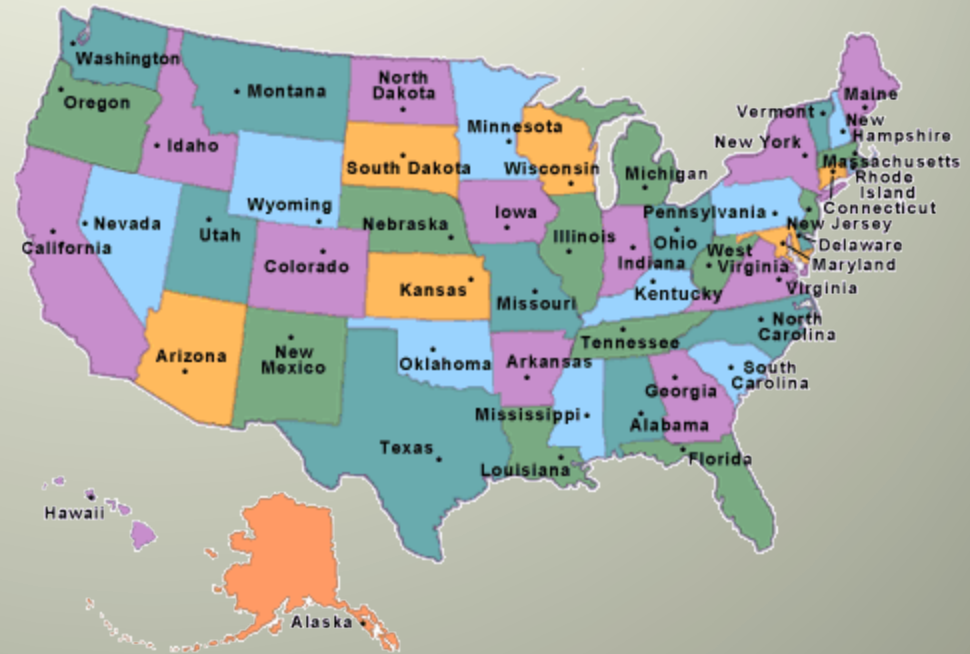 Washington
Montana
North
Dakota
Minnesota
Maine
Oregon
Vermont
New
Hampshire
Idaho
New York
South Dakota
Wisconsin
Michigan
Massachusetts
Rhode
Island
Wyoming
Connecticut
Nevada
Utah
Nebraska
Iowa
Pennsylvania
New Jersey
California
Illinois
Ohio
Indiana
West
Virginia
Delaware
Maryland
Colorado
Kansas
Missouri
Kentucky
Virginia
Arizona
New
Mexico
Oklahoma
Arkansas
Tennessee
North
Carolina
South
Carolina
Georgia
Mississippi
Alabama
Texas
Louisiana
Florida
Hawaii
Alaska